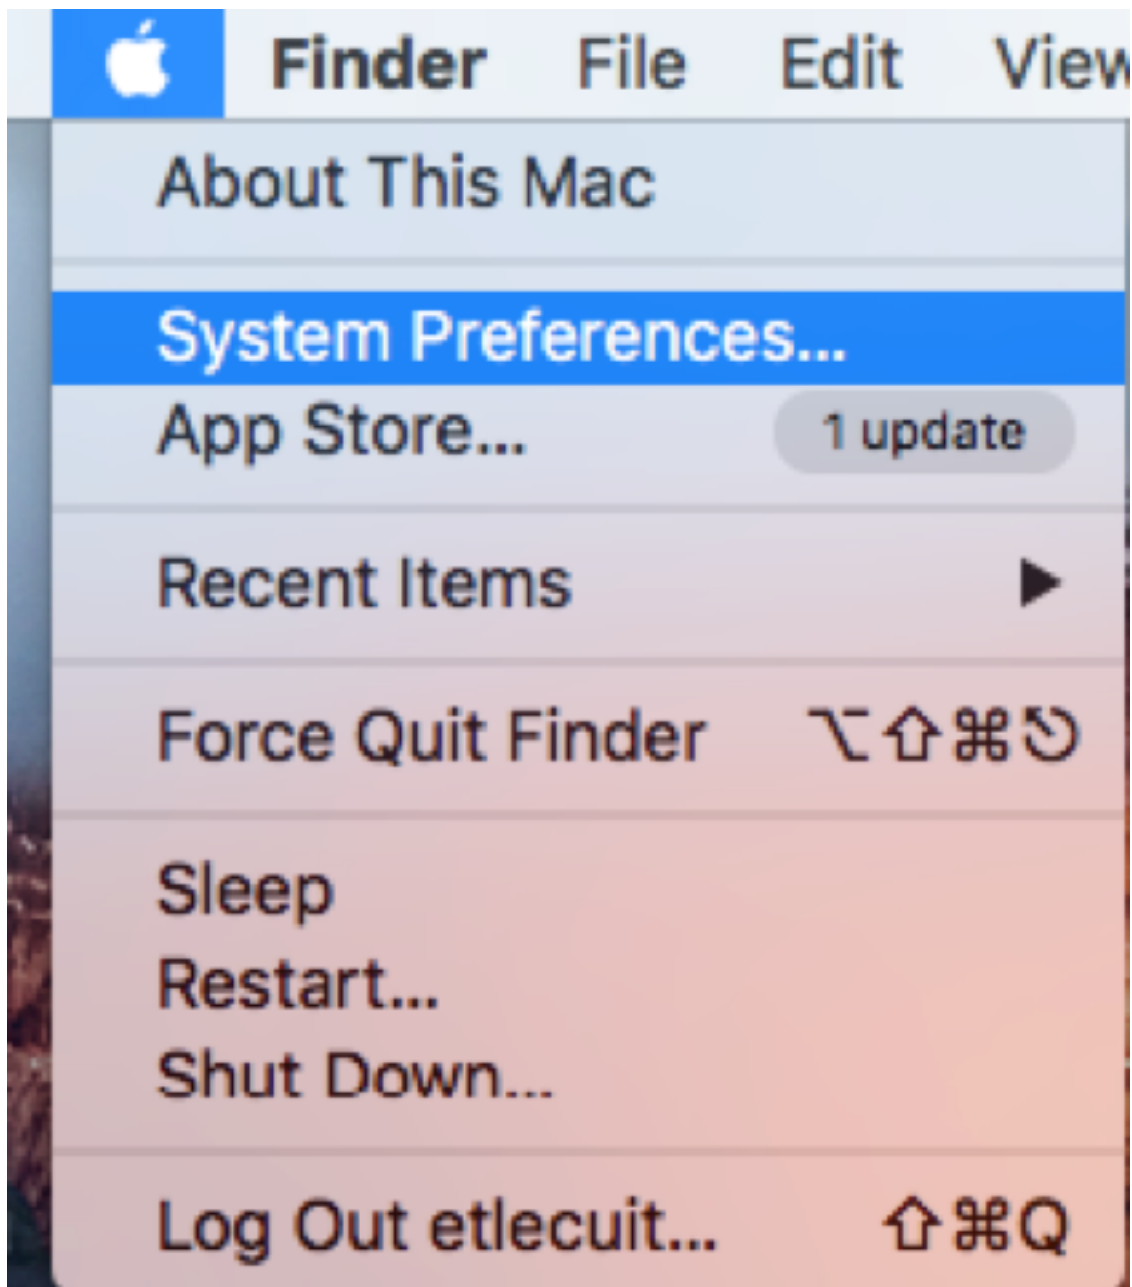 Finder File Edit View
About This Mac
System Preferences...
App Store... 1 update
Recent Items ▶
Force Quit Finder ⌥⇧⌘⎋
Sleep
Restart...
Shut Down...
Log Out etlecuit... ⇧⌘Q